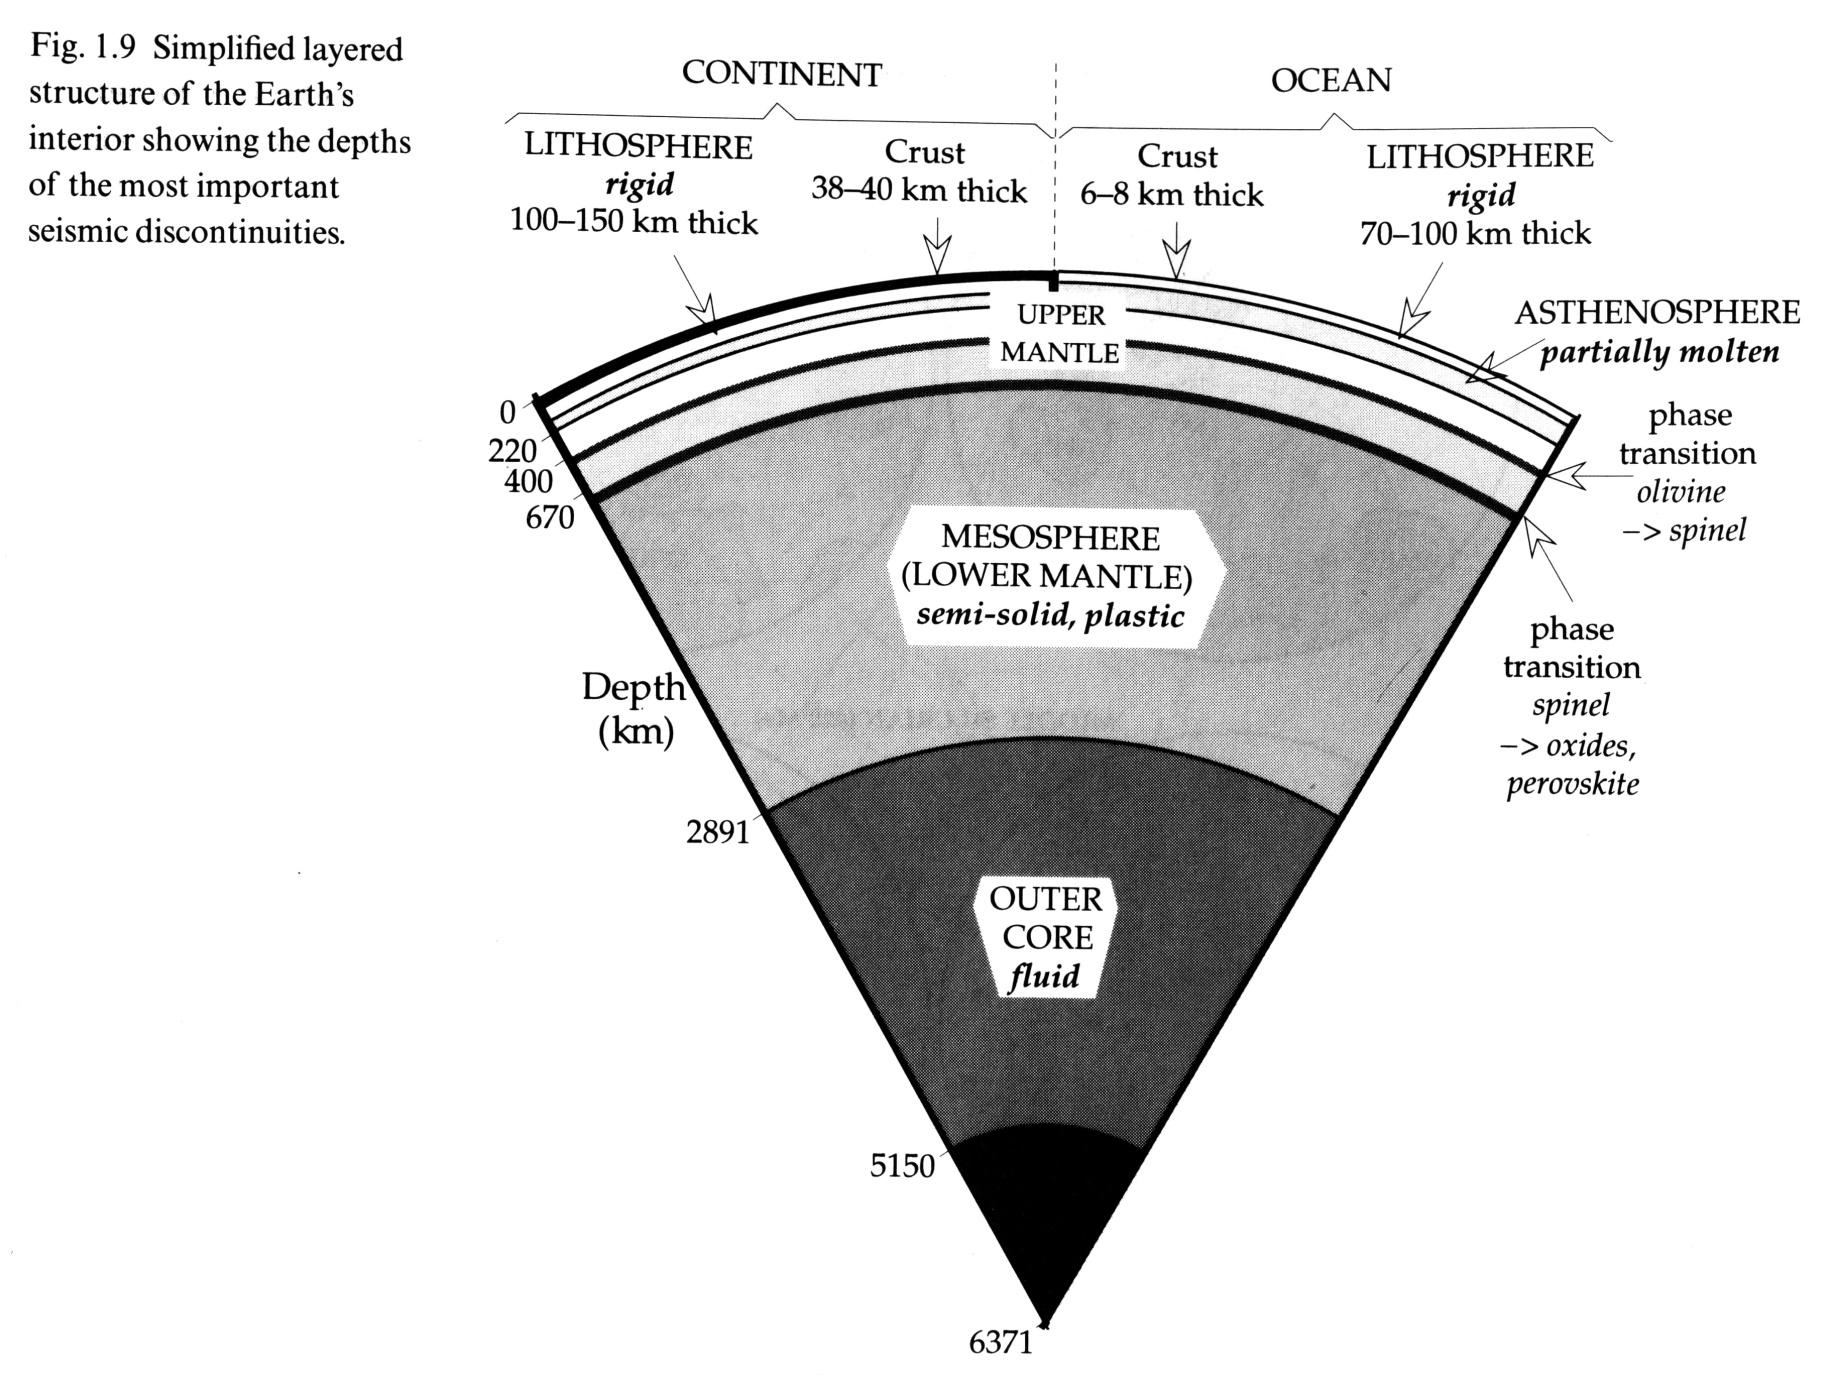 Fig. 1.9 Simplified layered
structure of the Earth's
interior showing the depths
of the most important
seismic discontinuities.
CONTINENT
OCEAN
LITHOSPHERE
rigid
100–150 km thick
Crust
38–40 km thick
Crust
6–8 km thick
LITHOSPHERE
rigid
70–100 km thick
UPPER
MANTLE
ASTHENOSPHERE
partially molten
0
220
400
670
phase
transition
olivine
–> spinel
MESOSPHERE
(LOWER MANTLE)
semi-solid, plastic
phase
transition
spinel
–> oxides,
perovskite
Depth
(km)
2891
OUTER
CORE
fluid
5150
6371